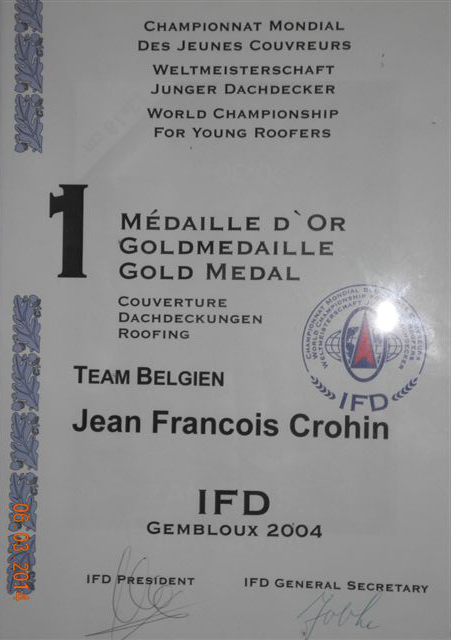 CHAMPIONNAT MONDIAL
DES JEUNES COUVREURS
WELTMEISTERSCHAFT
JUNGER DACHDECKER
WORLD CHAMPIONSHIP
FOR YOUNG ROOFERS
1
MÉDAILLE D`OR
GOLDMEDAILLE
GOLD MEDAL
COUVERTURE
DACHDECKUNGEN
ROOFING
IFD
TEAM BELGIEN
Jean Francois Crohin
IFD
GEMBLOUX 2004
IFD PRESIDENT
IFD GENERAL SECRETARY
06 03 2014